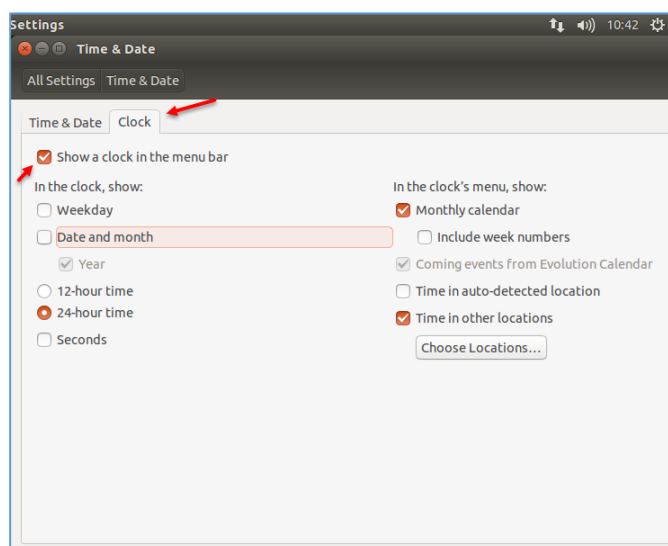 Settings
10:42
Time & Date
All Settings Time & Date
Time & Date Clock
Show a clock in the menu bar
In the clock, show:
Weekday
Date and month
Year
12-hour time
24-hour time
Seconds
In the clock's menu, show:
Monthly calendar
Include week numbers
Coming events from Evolution Calendar
Time in auto-detected location
Time in other locations
Choose Locations...